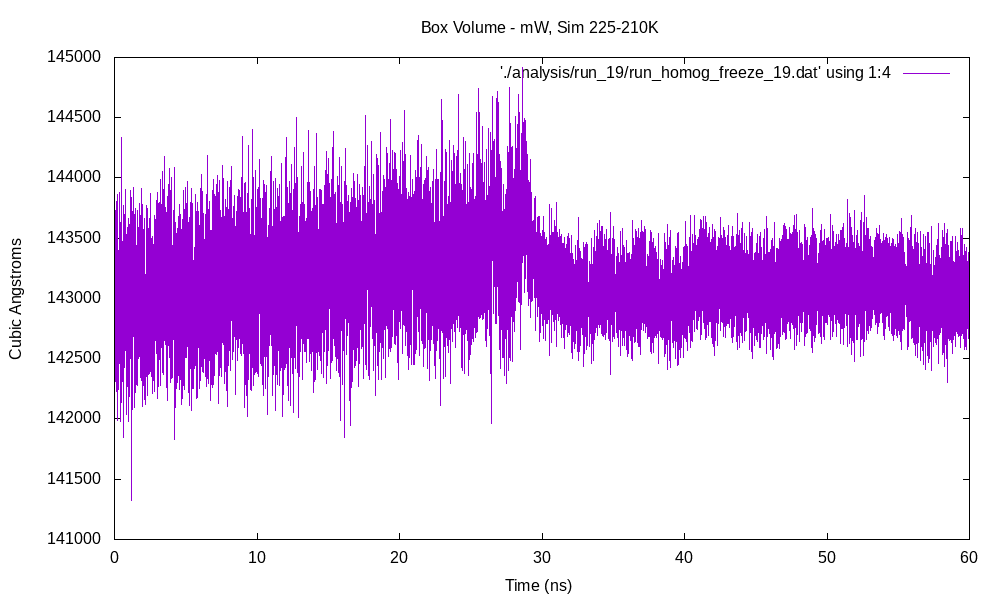 Box Volume - mW, Sim 225-210K
'./analysis/run_19/run_homog_freeze_19.dat' using 1:4
145000
144500
144000
143500
143000
142500
142000
141500
141000
Cubic Angstroms
0 10 20 30 40 50 60
Time (ns)